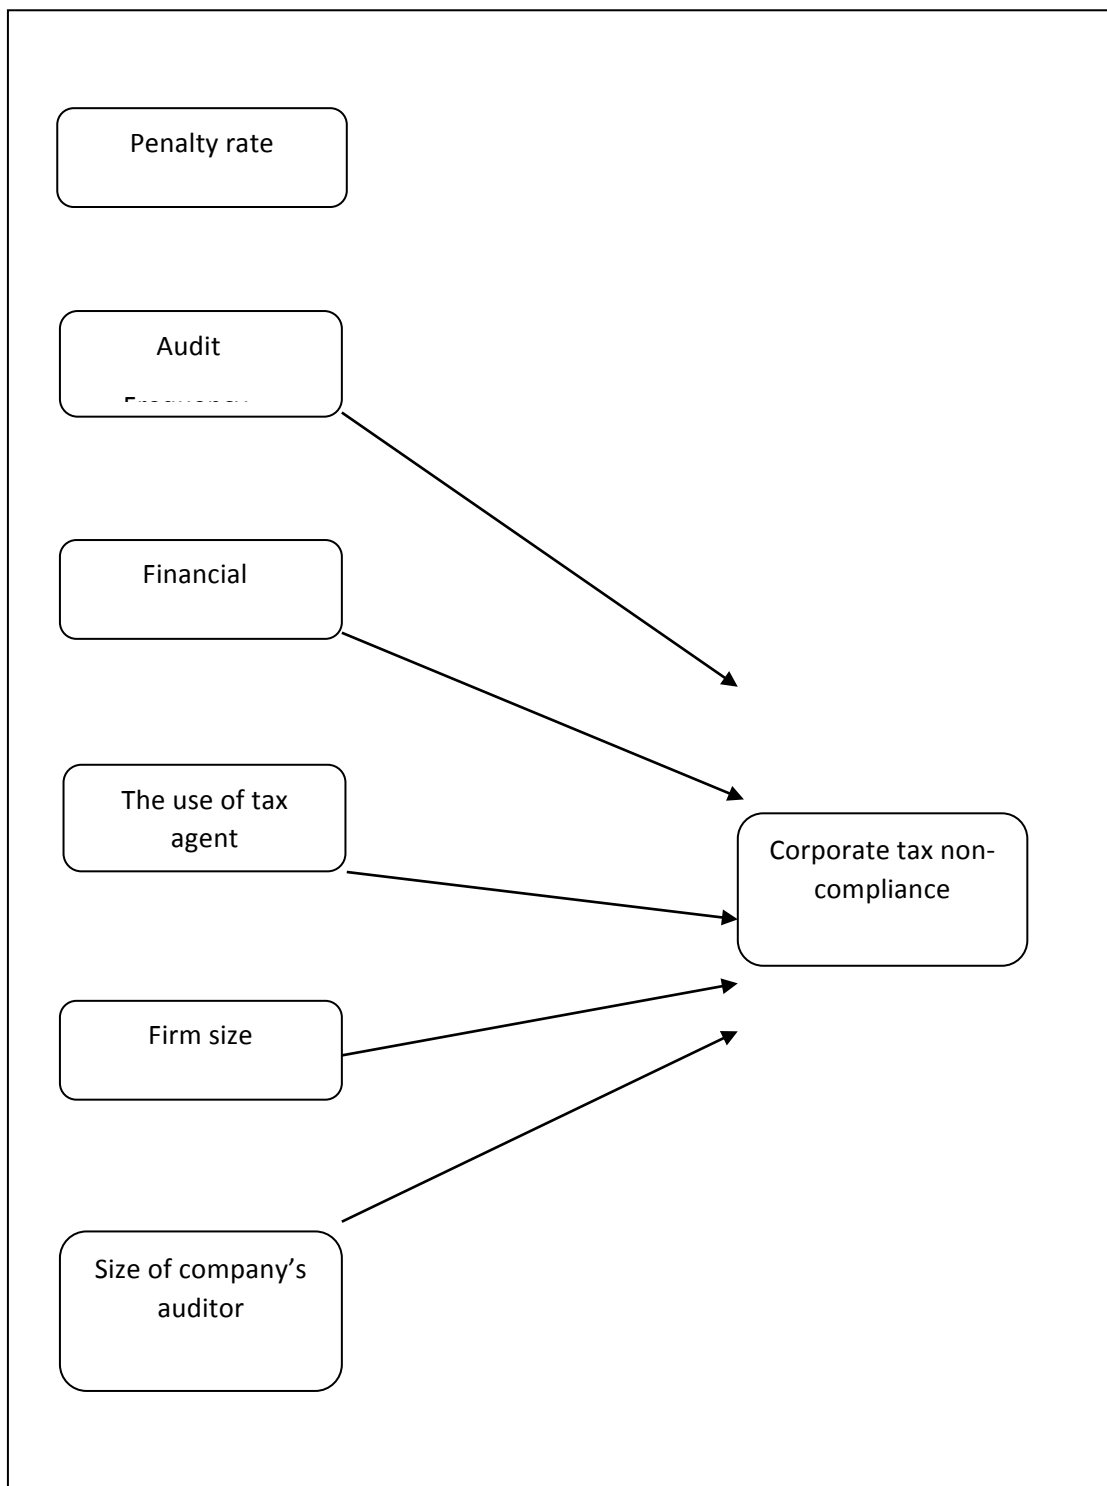 Penalty rate
Audit
Financial
The use of tax
agent
Corporate tax non-
compliance
Firm size
Size of company’s
auditor